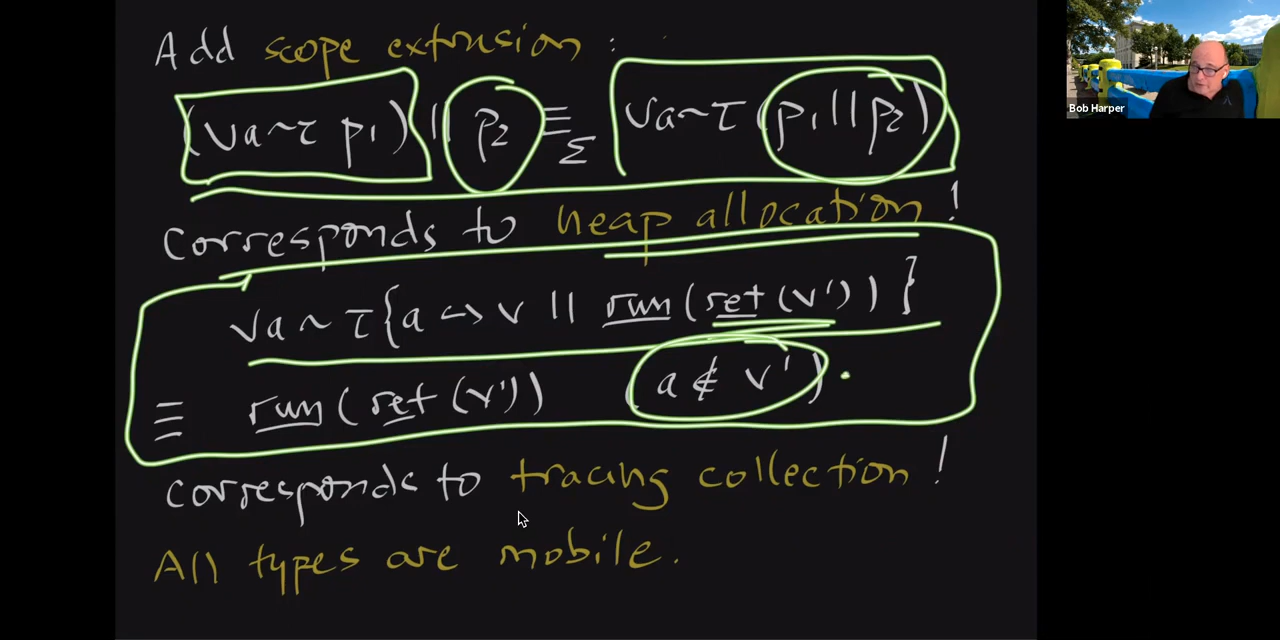 Add scope extrusion :
(νa~τ p₁) || p₂ ≡_Σ νa~τ (p₁ || p₂)
corresponds to heap allocation !
νa ~ τ { a ↪ v || run (ret (v')) }
≡ run (ret (v')) (a ∉ v') .
corresponds to tracing collection !
All types are mobile.
Bob Harper